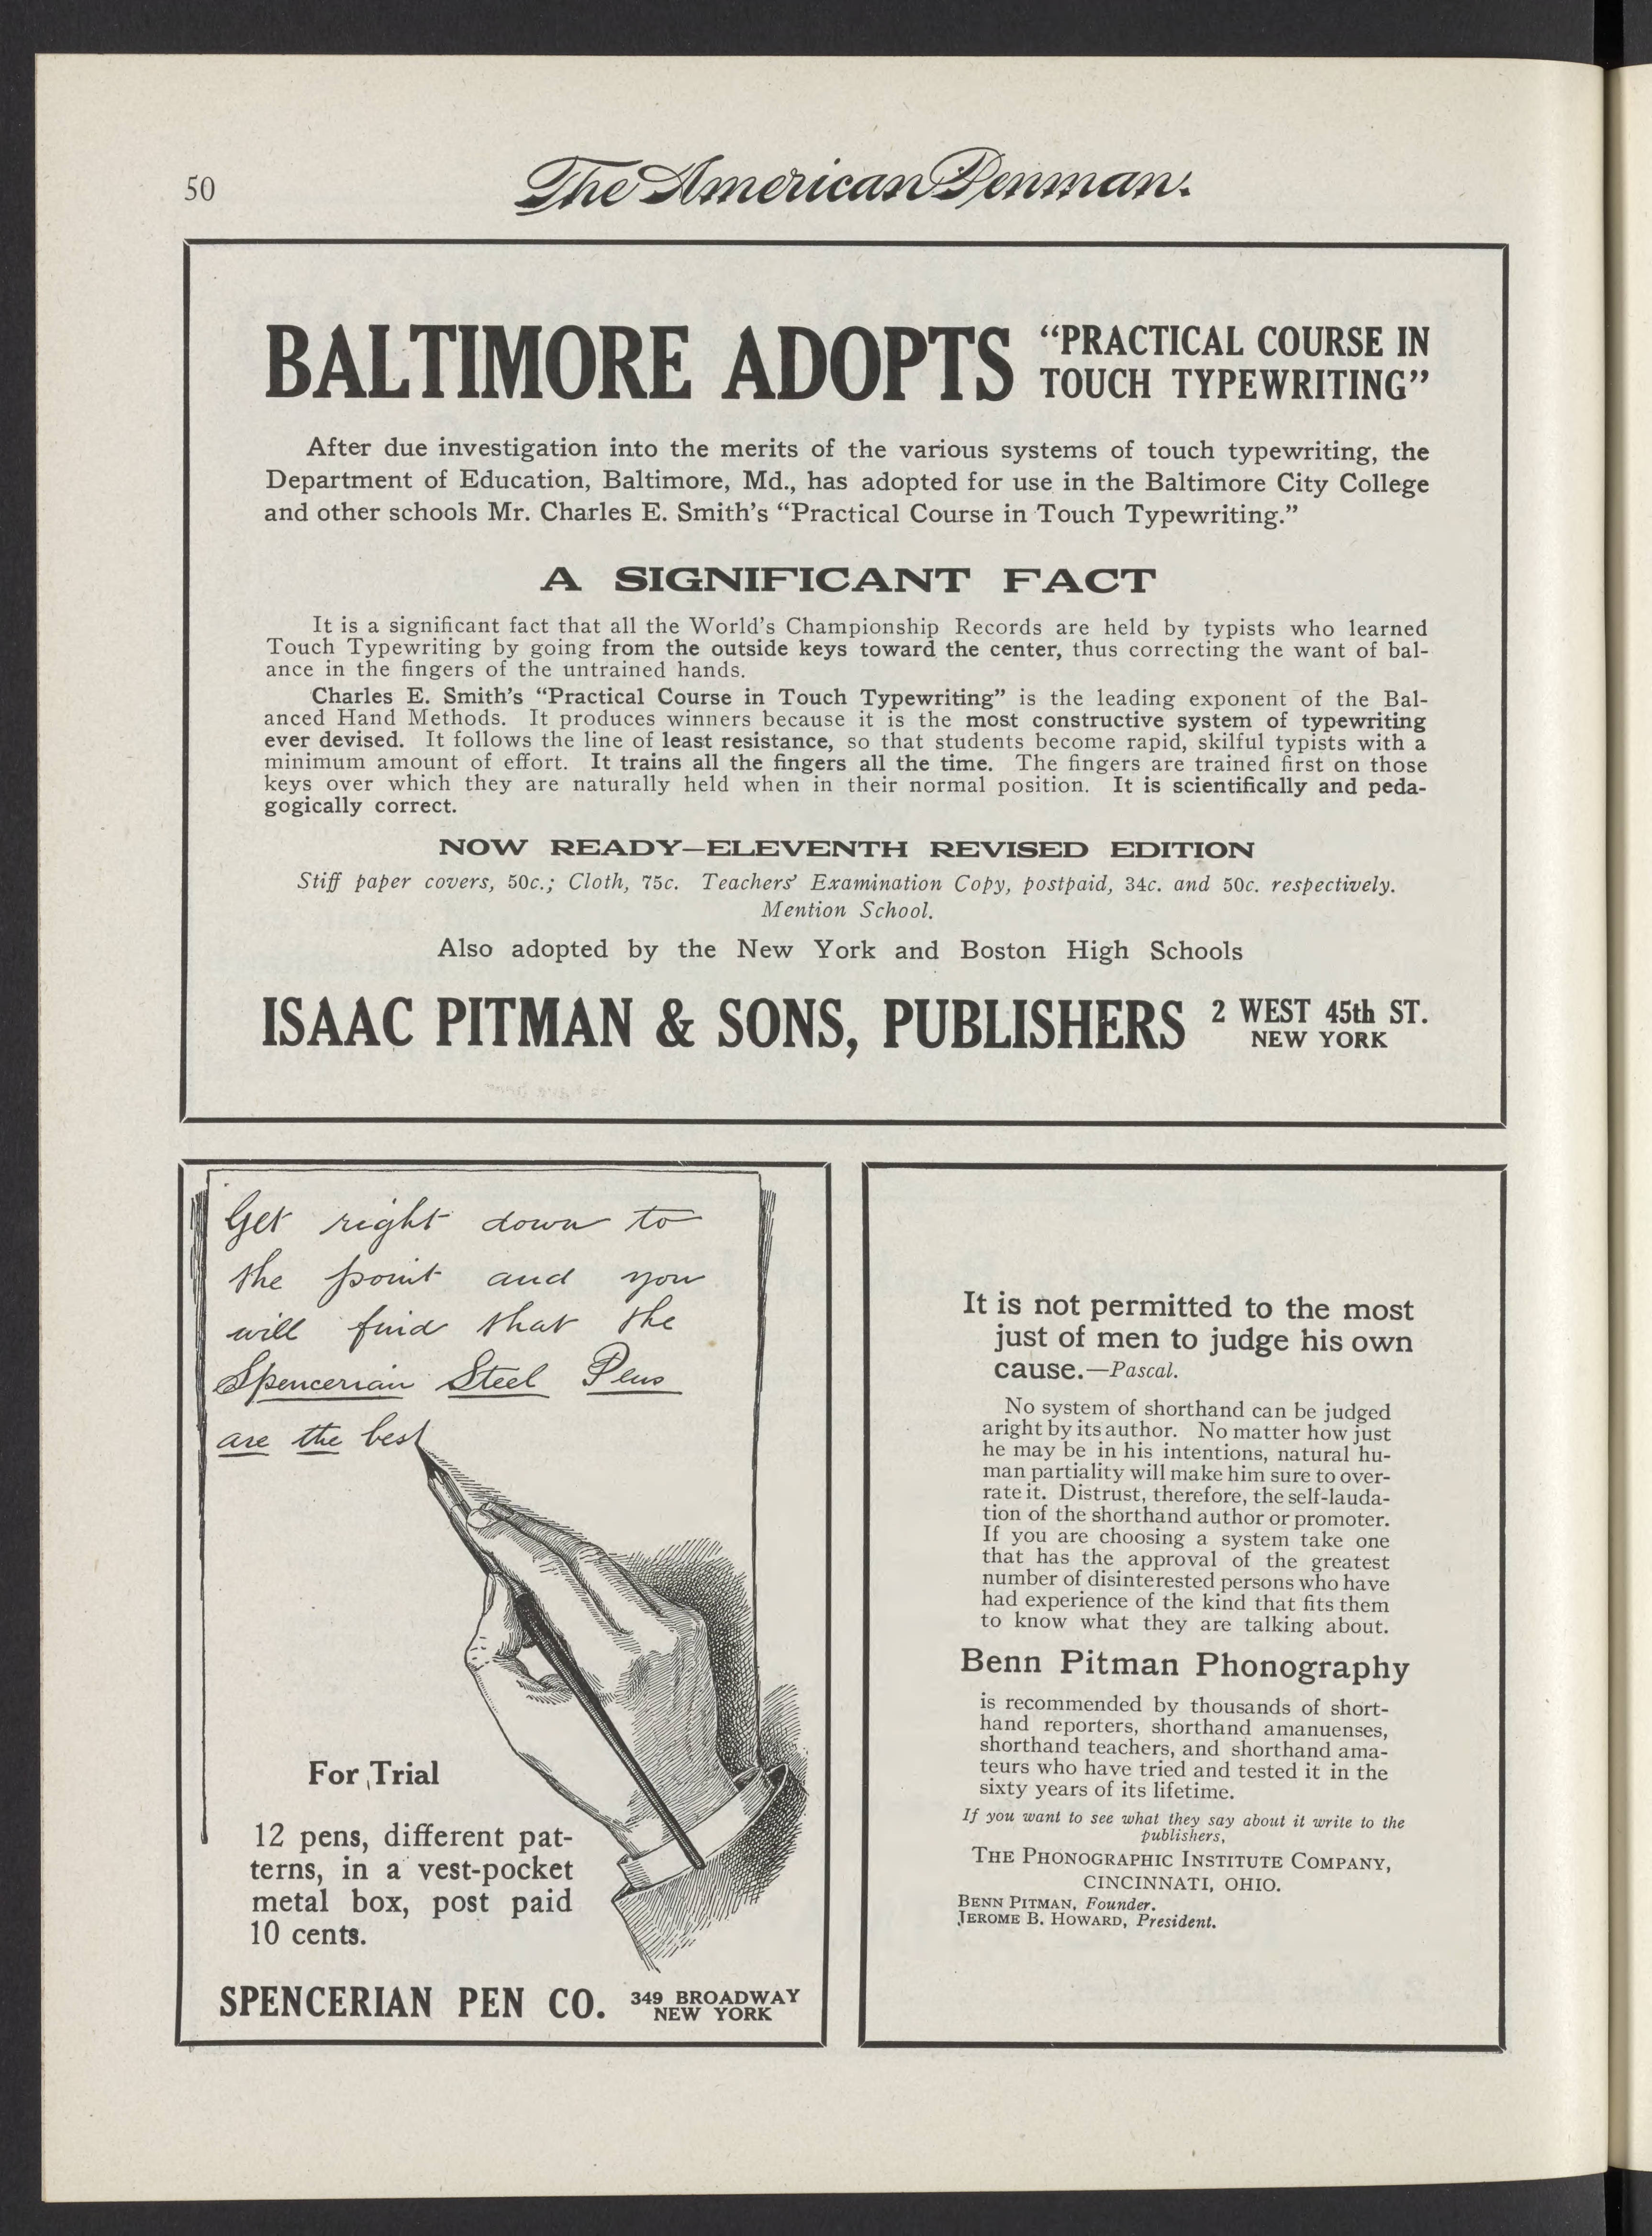 50
The American Penman.
BALTIMORE ADOPTS "PRACTICAL COURSE IN
TOUCH TYPEWRITING"
After due investigation into the merits of the various systems of touch typewriting, the
Department of Education, Baltimore, Md., has adopted for use in the Baltimore City College
and other schools Mr. Charles E. Smith's "Practical Course in Touch Typewriting."
A SIGNIFICANT FACT
It is a significant fact that all the World's Championship Records are held by typists who learned
Touch Typewriting by going from the outside keys toward the center, thus correcting the want of bal-
ance in the fingers of the untrained hands.
Charles E. Smith's "Practical Course in Touch Typewriting" is the leading exponent of the Bal-
anced Hand Methods. It produces winners because it is the most constructive system of typewriting
ever devised. It follows the line of least resistance, so that students become rapid, skilful typists with a
minimum amount of effort. It trains all the fingers all the time. The fingers are trained first on those
keys over which they are naturally held when in their normal position. It is scientifically and peda-
gogically correct.
NOW READY—ELEVENTH REVISED EDITION
Stiff paper covers, 50c.; Cloth, 75c. Teachers' Examination Copy, postpaid, 34c. and 50c. respectively.
Mention School.
Also adopted by the New York and Boston High Schools
ISAAC PITMAN & SONS, PUBLISHERS 2 WEST 45th ST.
NEW YORK
Get right down to
the point and you
will find that the
Spencerian Steel Pens
are the best
For Trial
12 pens, different pat-
terns, in a vest-pocket
metal box, post paid
10 cents.
SPENCERIAN PEN CO. 349 BROADWAY
NEW YORK
It is not permitted to the most
just of men to judge his own
cause.—Pascal.
No system of shorthand can be judged
aright by its author. No matter how just
he may be in his intentions, natural hu-
man partiality will make him sure to over-
rate it. Distrust, therefore, the self-lauda-
tion of the shorthand author or promoter.
If you are choosing a system take one
that has the approval of the greatest
number of disinterested persons who have
had experience of the kind that fits them
to know what they are talking about.
Benn Pitman Phonography
is recommended by thousands of short-
hand reporters, shorthand amanuenses,
shorthand teachers, and shorthand ama-
teurs who have tried and tested it in the
sixty years of its lifetime.
If you want to see what they say about it write to the
publishers,
THE PHONOGRAPHIC INSTITUTE COMPANY,
CINCINNATI, OHIO.
BENN PITMAN, Founder.
JEROME B. HOWARD, President.